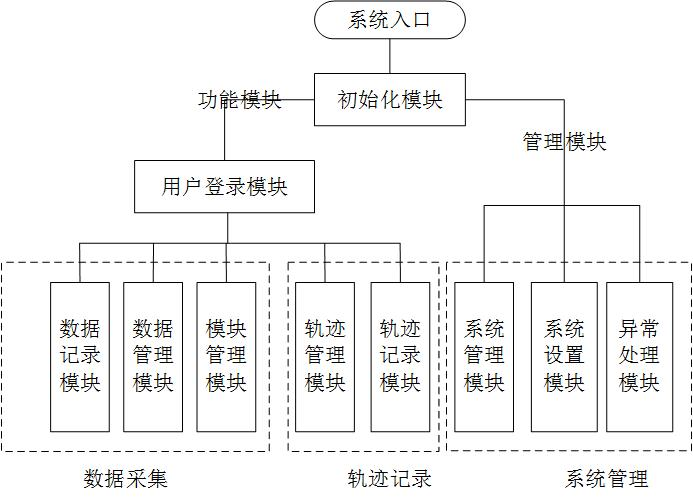 系统入口
功能模块
初始化模块
管理模块
用户登录模块
数据
记录
模块
数据
管理
模块
模块
管理
模块
轨迹
管理
模块
轨迹
记录
模块
系统
管理
模块
系统
设置
模块
异常
处理
模块
数据采集
轨迹记录
系统管理